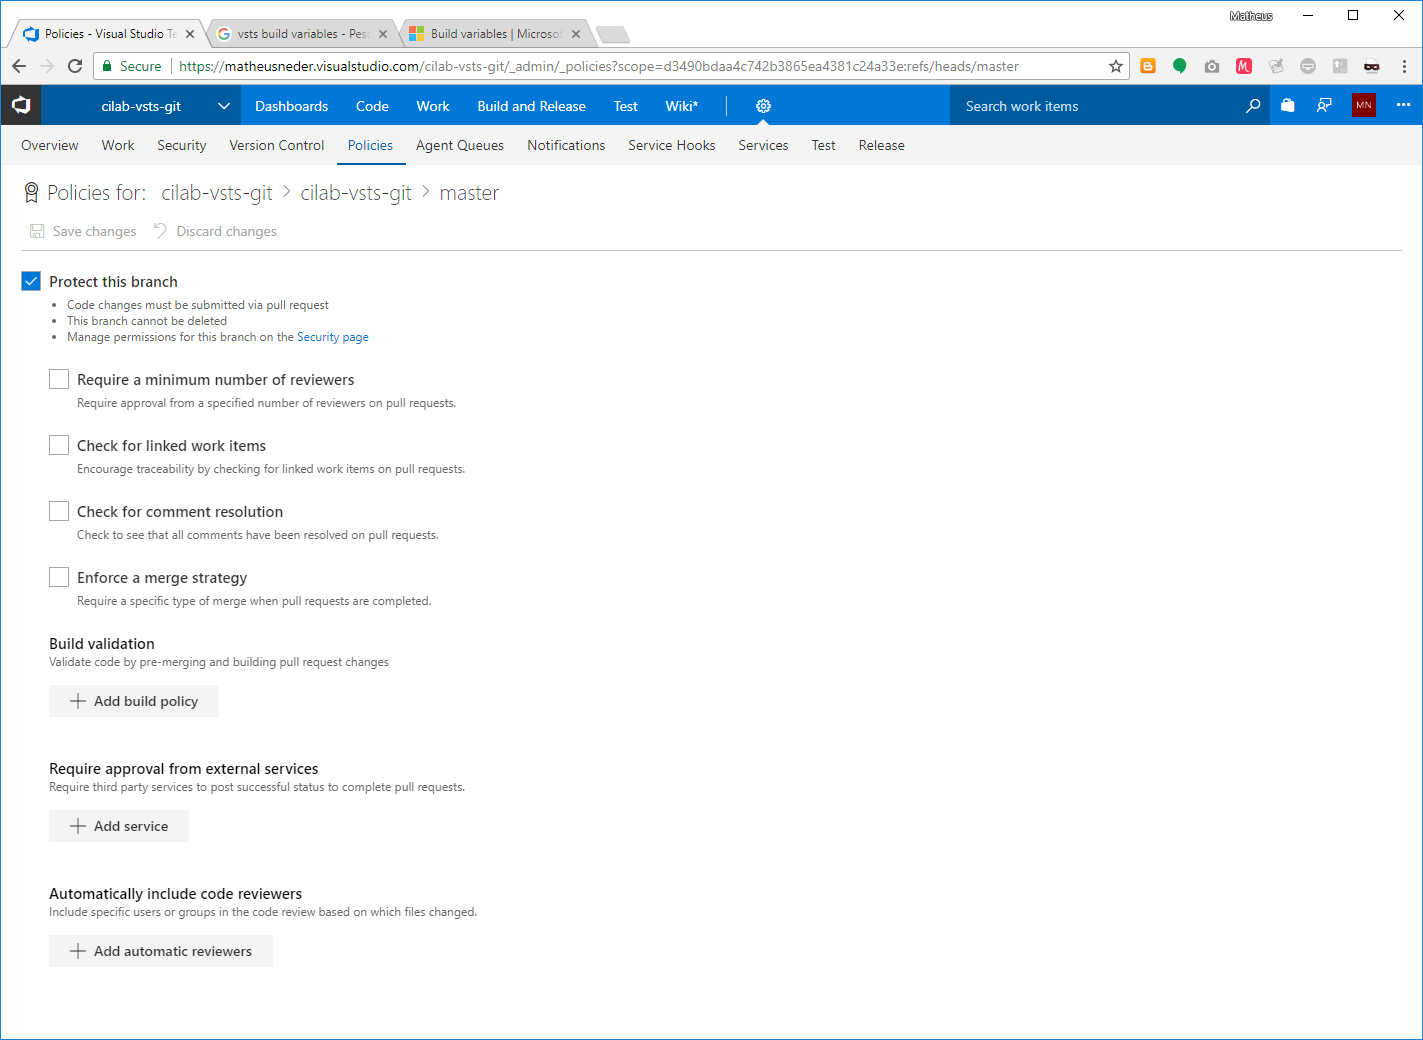 Matheus
Policies - Visual Studio Te
vsts build variables - Pesq
Build variables | Microsof
Secure
https://matheusneder.visualstudio.com/cilab-vsts-git/_admin/_policies?scope=d3490bdaa4c742b3865ea4381c24a33e:refs/heads/master
cilab-vsts-git
Dashboards
Code
Work
Build and Release
Test
Wiki*
Search work items
MN
Overview
Work
Security
Version Control
Policies
Agent Queues
Notifications
Service Hooks
Services
Test
Release
Policies for: cilab-vsts-git > cilab-vsts-git > master
Save changes
Discard changes
Protect this branch
• Code changes must be submitted via pull request
• This branch cannot be deleted
• Manage permissions for this branch on the Security page
Require a minimum number of reviewers
Require approval from a specified number of reviewers on pull requests.
Check for linked work items
Encourage traceability by checking for linked work items on pull requests.
Check for comment resolution
Check to see that all comments have been resolved on pull requests.
Enforce a merge strategy
Require a specific type of merge when pull requests are completed.
Build validation
Validate code by pre-merging and building pull request changes
+ Add build policy
Require approval from external services
Require third party services to post successful status to complete pull requests.
+ Add service
Automatically include code reviewers
Include specific users or groups in the code review based on which files changed.
+ Add automatic reviewers